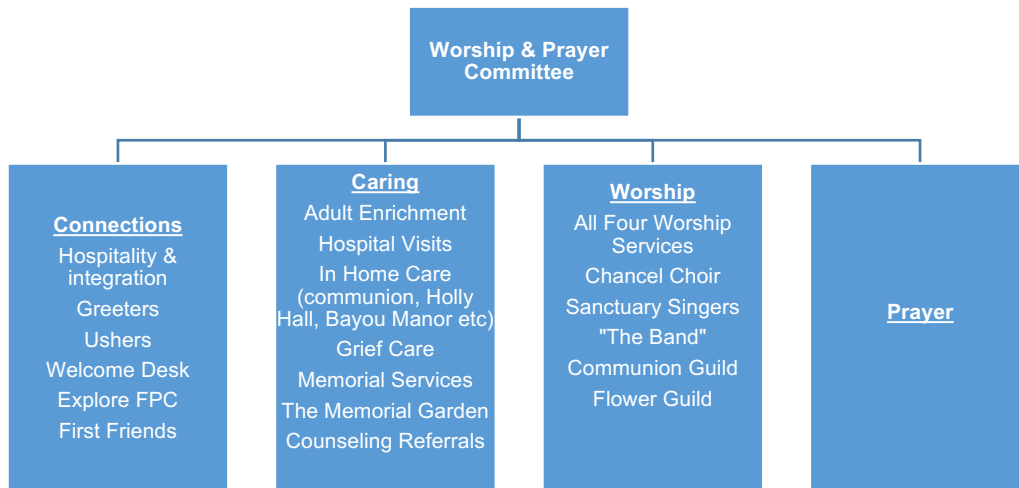 Worship & Prayer
Committee
Connections
Hospitality &
integration
Greeters
Ushers
Welcome Desk
Explore FPC
First Friends
Caring
Adult Enrichment
Hospital Visits
In Home Care
(communion, Holly
Hall, Bayou Manor etc)
Grief Care
Memorial Services
The Memorial Garden
Counseling Referrals
Worship
All Four Worship
Services
Chancel Choir
Sanctuary Singers
"The Band"
Communion Guild
Flower Guild
Prayer